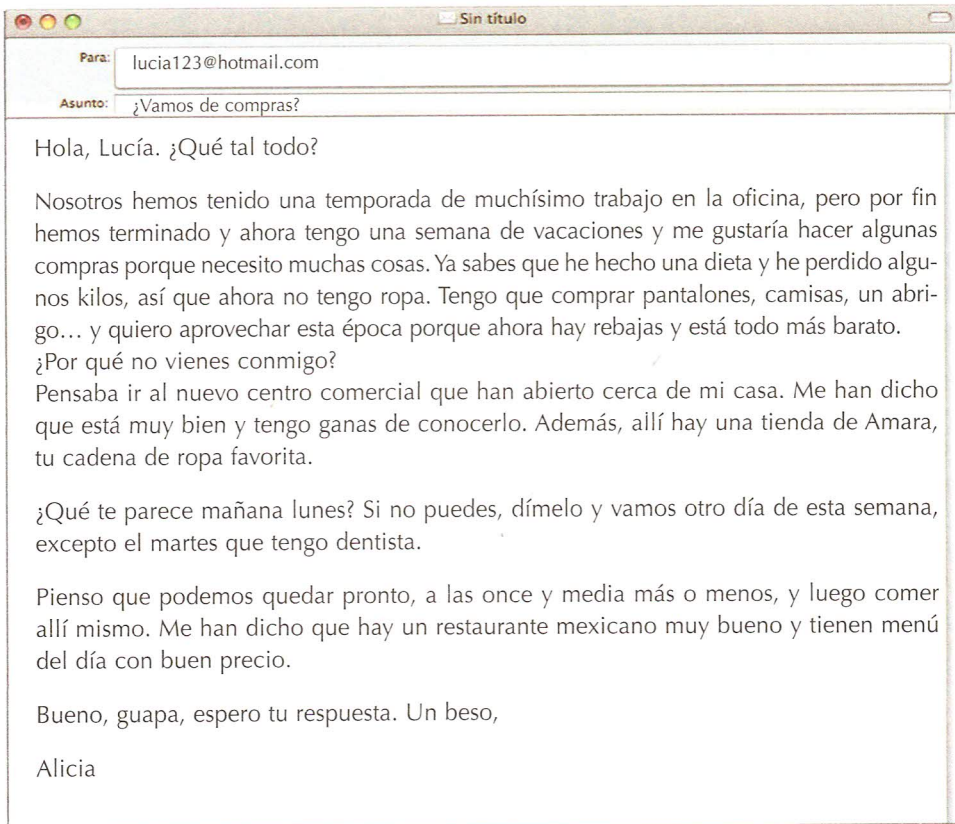 Sin título
Para: lucia123@hotmail.com
Asunto: ¿Vamos de compras?
Hola, Lucía. ¿Qué tal todo?
Nosotros hemos tenido una temporada de muchísimo trabajo en la oficina, pero por fin
hemos terminado y ahora tengo una semana de vacaciones y me gustaría hacer algunas
compras porque necesito muchas cosas. Ya sabes que he hecho una dieta y he perdido algu-
nos kilos, así que ahora no tengo ropa. Tengo que comprar pantalones, camisas, un abri-
go... y quiero aprovechar esta época porque ahora hay rebajas y está todo más barato.
¿Por qué no vienes conmigo?
Pensaba ir al nuevo centro comercial que han abierto cerca de mi casa. Me han dicho
que está muy bien y tengo ganas de conocerlo. Además, allí hay una tienda de Amara,
tu cadena de ropa favorita.
¿Qué te parece mañana lunes? Si no puedes, dímelo y vamos otro día de esta semana,
excepto el martes que tengo dentista.
Pienso que podemos quedar pronto, a las once y media más o menos, y luego comer
allí mismo. Me han dicho que hay un restaurante mexicano muy bueno y tienen menú
del día con buen precio.
Bueno, guapa, espero tu respuesta. Un beso,
Alicia